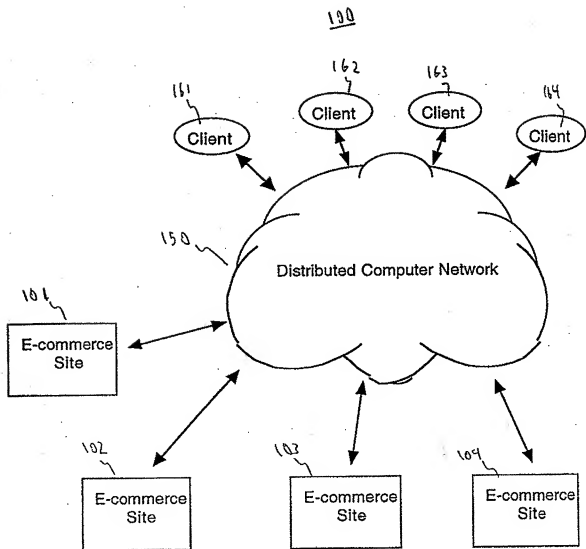 100
161
162
163
164
Client
Client
Client
Client
150
Distributed Computer Network
101
E-commerce
Site
102
E-commerce
Site
103
E-commerce
Site
104
E-commerce
Site